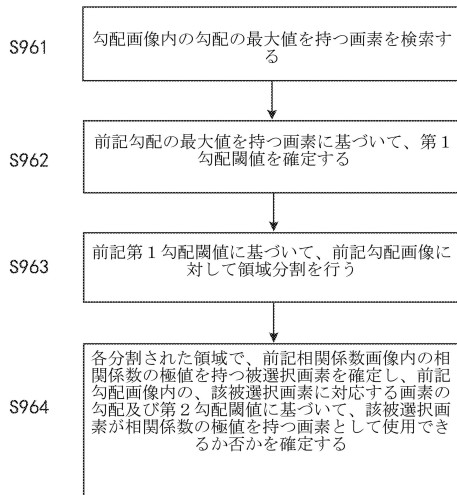 S961
勾配画像内の勾配の最大値を持つ画素を検索す
る
S962
前記勾配の最大値を持つ画素に基づいて、第１
勾配閾値を確定する
S963
前記第１勾配閾値に基づいて、前記勾配画像に
対して領域分割を行う
S964
各分割された領域で、前記相関係数画像内の相
関係数の極値を持つ被選択画素を確定し、前記
勾配画像内の、該被選択画素に対応する画素の
勾配及び第２勾配閾値に基づいて、該被選択画
素が相関係数の極値を持つ画素として使用でき
るか否かを確定する